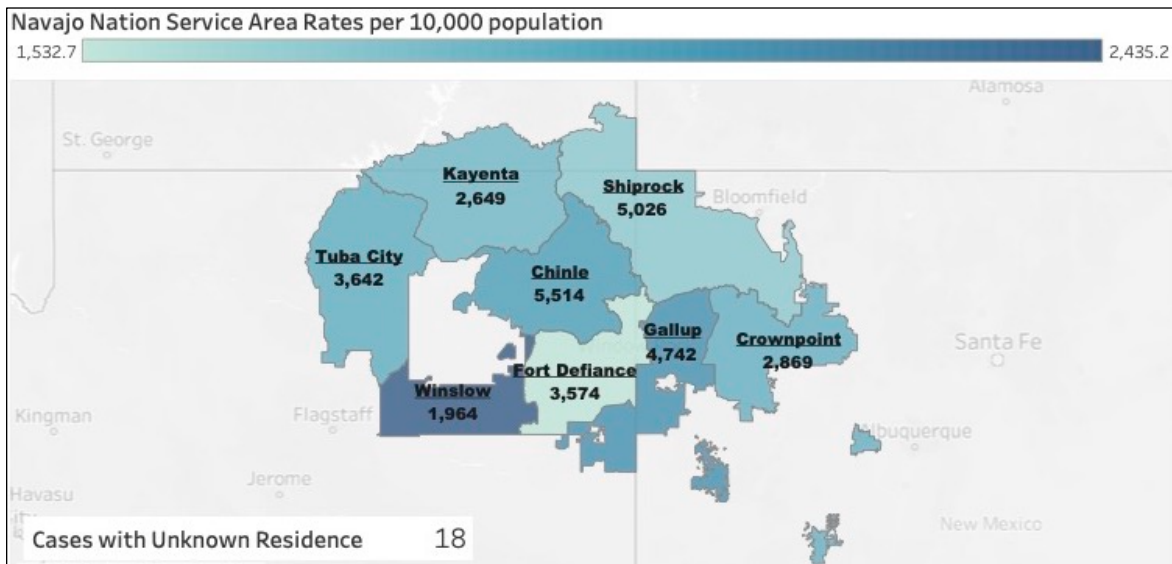 Navajo Nation Service Area Rates per 10,000 population
1,532.7
2,435.2
Alamosa
St. George
Kayenta
2,649
Shiprock
5,026
Bloomfield
Tuba City
3,642
Chinle
5,514
Gallup
4,742
Crownpoint
2,869
Santa Fe
Fort Defiance
3,574
Winslow
1,964
Kingman
Flagstaff
Albuquerque
Jerome
Havasu
New Mexico
Cases with Unknown Residence 18